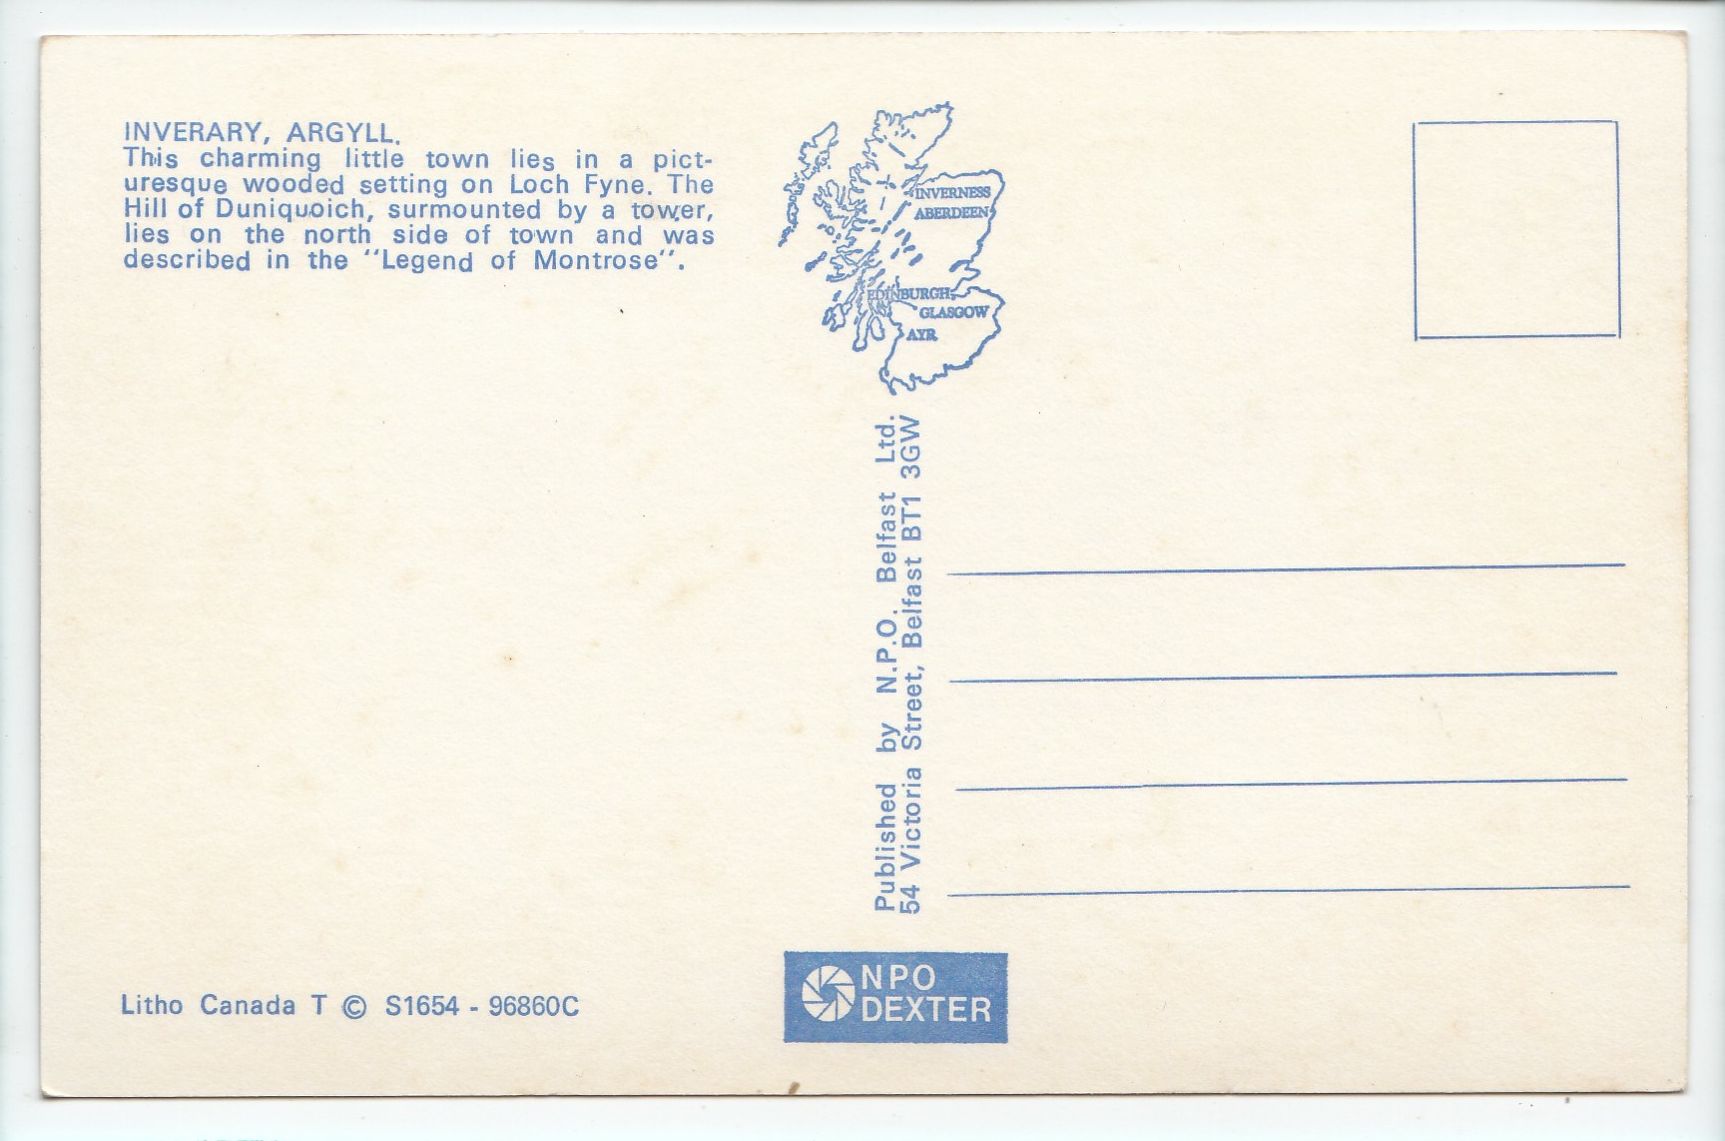 INVERARY, ARGYLL.
This charming little town lies in a pict-
uresque wooded setting on Loch Fyne. The
Hill of Duniquoich, surmounted by a tower,
lies on the north side of town and was
described in the "Legend of Montrose".
INVERNESS
ABERDEEN
EDINBURGH
GLASGOW
AYR
Published by N.P.O. Belfast Ltd.
54 Victoria Street, Belfast BT1 3GW
Litho Canada T © S1654 - 96860C
NPO
DEXTER